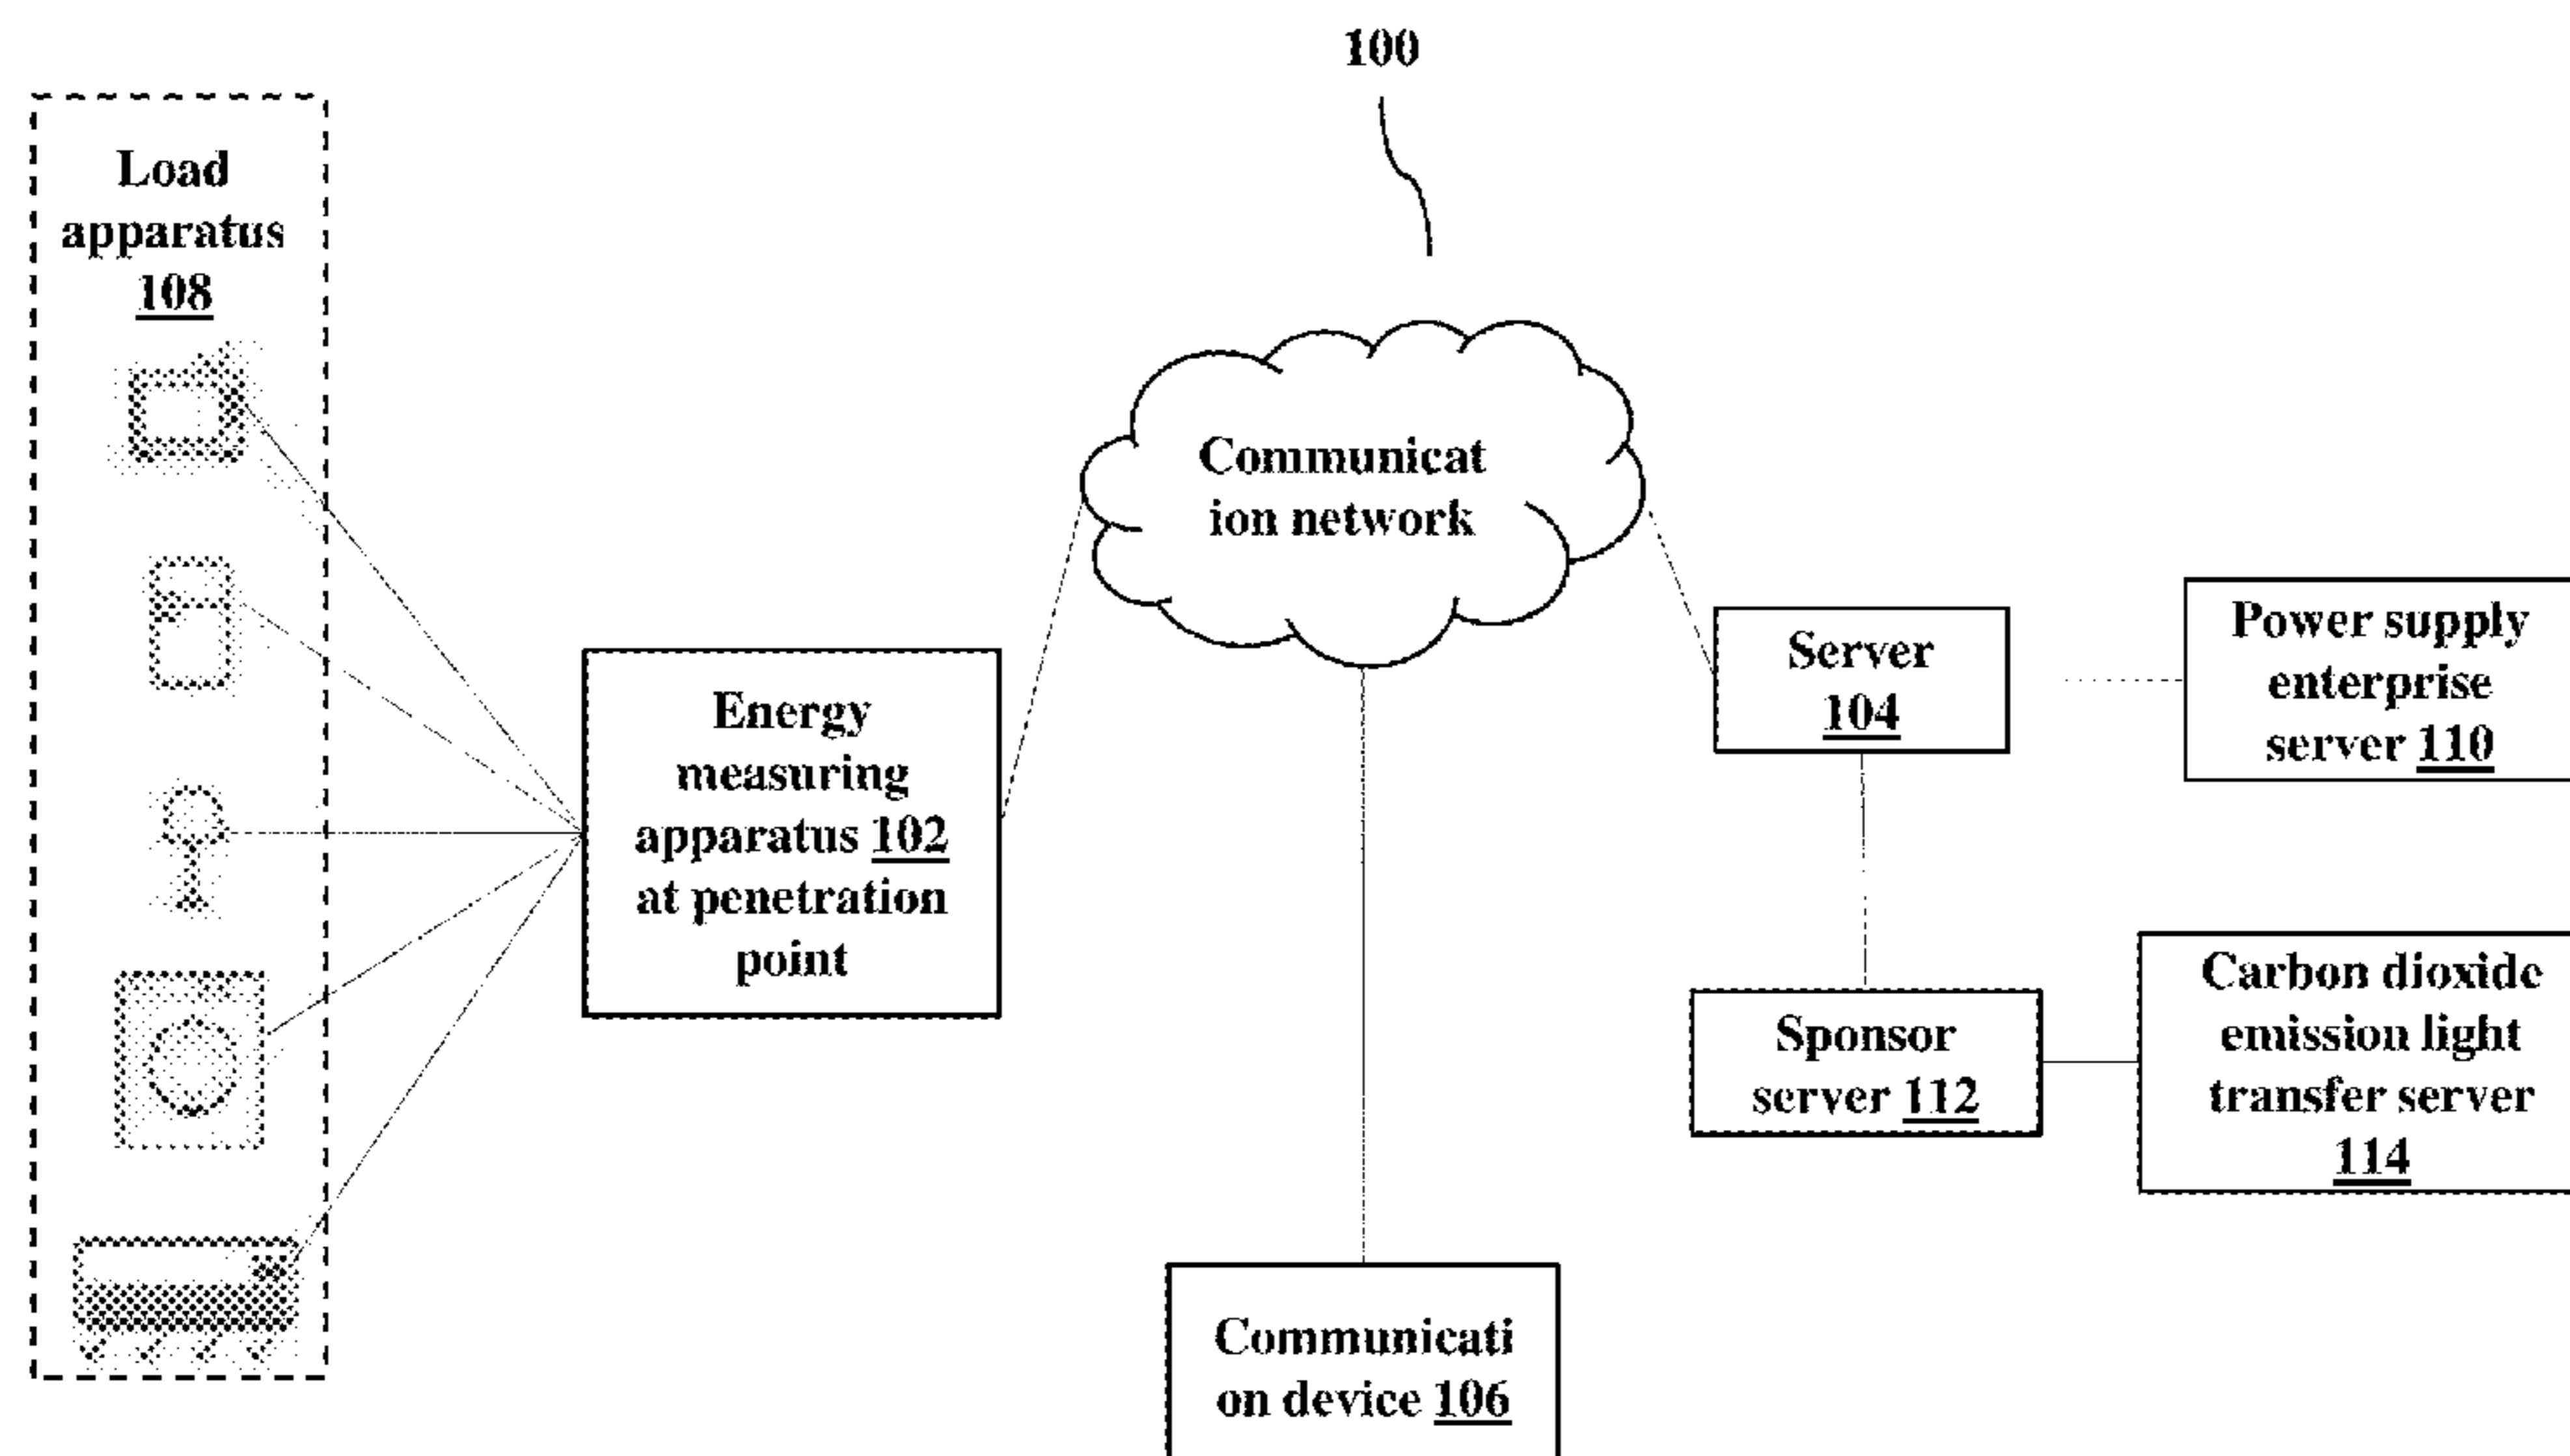 100
Load
apparatus
108
Communicat
ion network
Energy
measuring
apparatus 102
at penetration
point
Server
104
Power supply
enterprise
server 110
Sponsor
server 112
Carbon dioxide
emission light
transfer server
114
Communicati
on device 106